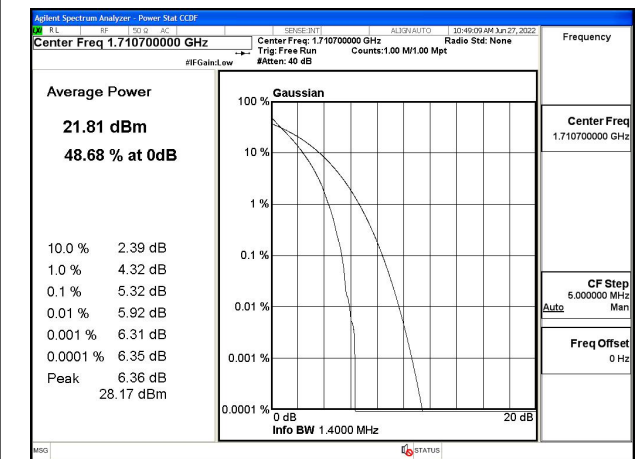 Agilent Spectrum Analyzer - Power Stat CCDF
LXI RL RF 50 Ω AC SENSE:INT ALIGN AUTO 10:49:09 AM Jun 27, 2022
Center Freq 1.710700000 GHz
Center Freq: 1.710700000 GHz Radio Std: None
Trig: Free Run Counts:1.00 M/1.00 Mpt
#IFGain:Low #Atten: 40 dB
Frequency
Average Power
21.81 dBm
48.68 % at 0dB
10.0 % 2.39 dB
1.0 % 4.32 dB
0.1 % 5.32 dB
0.01 % 5.92 dB
0.001 % 6.31 dB
0.0001 % 6.35 dB
Peak 6.36 dB
28.17 dBm
Gaussian
100 %
10 %
1 %
0.1 %
0.01 %
0.001 %
0.0001 %
0 dB 20 dB
Info BW 1.4000 MHz
Center Freq
1.710700000 GHz
CF Step
5.000000 MHz
Auto Man
Freq Offset
0 Hz
MSG STATUS